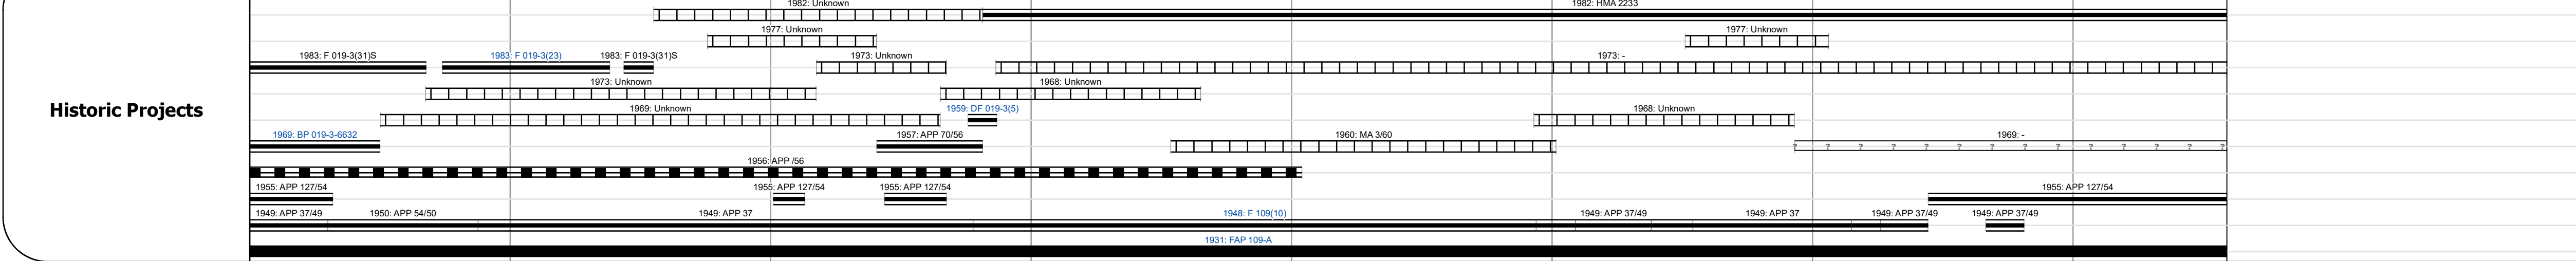 1982: Unknown
1982: HMA 2233
1977: Unknown
1977: Unknown
1983: F 019-3(31)S
1983: F 019-3(23)
1983: F 019-3(31)S
1973: Unknown
1973: -
1973: Unknown
1968: Unknown
Historic Projects
1969: Unknown
1959: DF 019-3(5)
1968: Unknown
1969: BP 019-3-6632
1957: APP 70/56
1960: MA 3/60
1969: -
? ? ? ? ? ? ? ? ? ? ? ? ? ?
1956: APP /56
1955: APP 127/54
1955: APP 127/54
1955: APP 127/54
1955: APP 127/54
1949: APP 37/49
1950: APP 54/50
1949: APP 37
1948: F 109(10)
1949: APP 37/49
1949: APP 37
1949: APP 37/49
1949: APP 37/49
1931: FAP 109-A